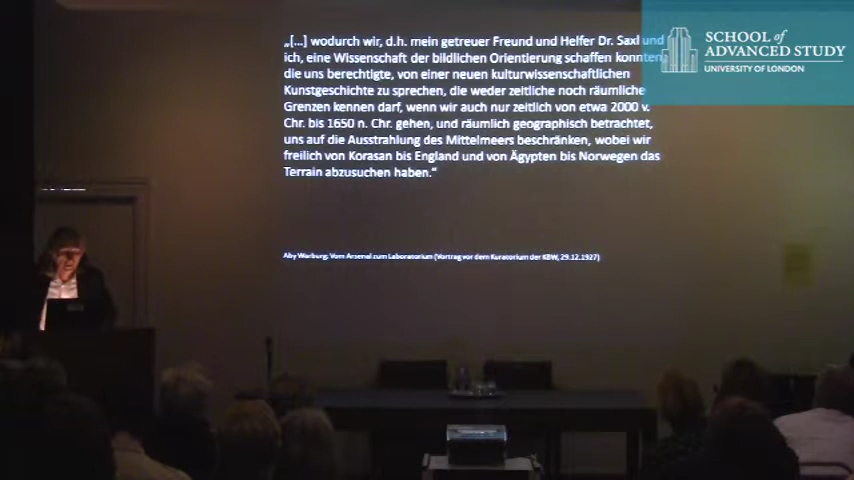 „[...] wodurch wir, d.h. mein getreuer Freund und Helfer Dr. Saxl und
ich, eine Wissenschaft der bildlichen Orientierung schaffen konnten,
die uns berechtigte, von einer neuen kulturwissenschaftlichen
Kunstgeschichte zu sprechen, die weder zeitliche noch räumliche
Grenzen kennen darf, wenn wir auch nur zeitlich von etwa 2000 v.
Chr. bis 1650 n. Chr. gehen, und räumlich geographisch betrachtet,
uns auf die Ausstrahlung des Mittelmeers beschränken, wobei wir
freilich von Korasan bis England und von Ägypten bis Norwegen das
Terrain abzusuchen haben.“
Aby Warburg: Vom Arsenal zum Laboratorium (Vortrag vor dem Kuratorium der KBW, 29.12.1927)
SCHOOL of
ADVANCED STUDY
UNIVERSITY OF LONDON